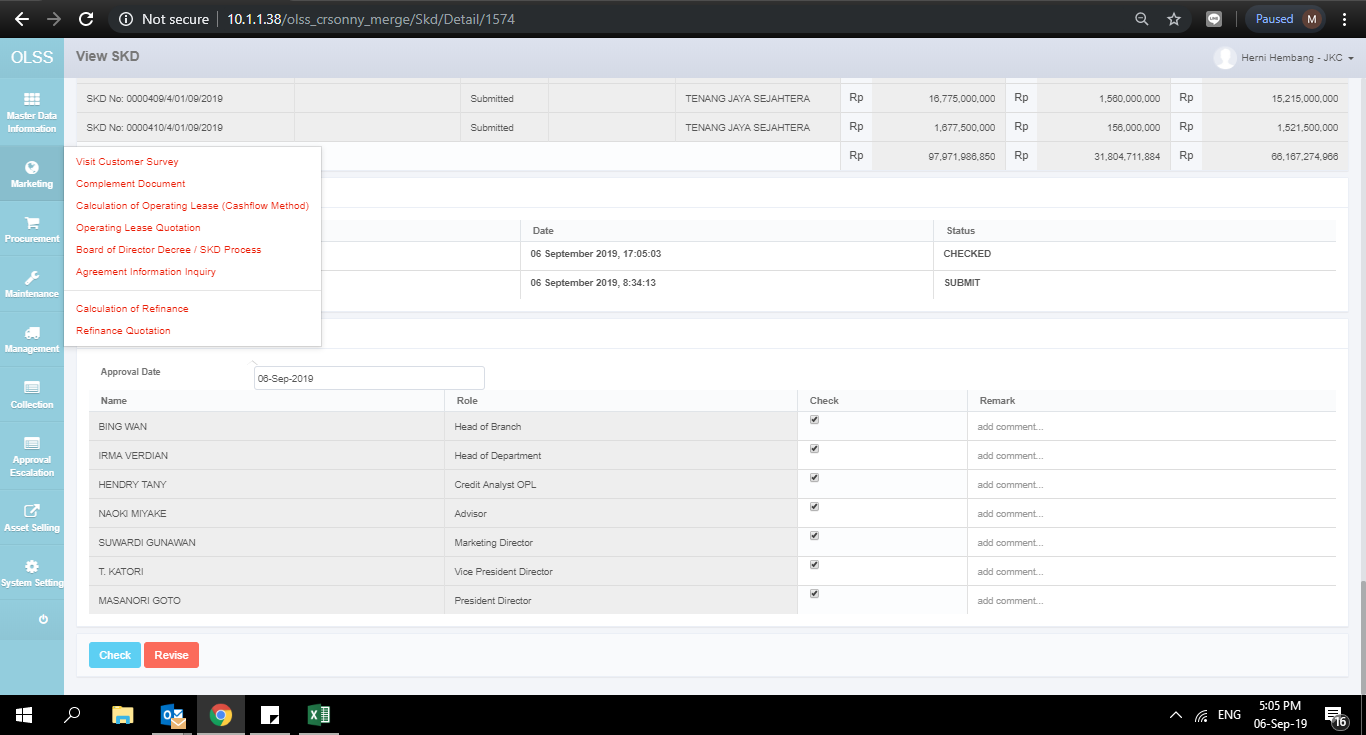 Not secure | 10.1.1.38/olss_crsonny_merge/Skd/Detail/1574 Paused M
OLSS View SKD Herni Hembang - JKC
Master Data Information
Marketing
Procurement
Maintenance
Management
Collection
Approval Escalation
Asset Selling
System Setting
SKD No: 0000409/4/01/09/2019 Submitted TENANG JAYA SEJAHTERA Rp 16,775,000,000 Rp 1,560,000,000 Rp 15,215,000,000
SKD No: 0000410/4/01/09/2019 Submitted TENANG JAYA SEJAHTERA Rp 1,677,500,000 Rp 156,000,000 Rp 1,521,500,000
Rp 97,971,986,850 Rp 31,804,711,884 Rp 66,167,274,966
Visit Customer Survey
Complement Document
Calculation of Operating Lease (Cashflow Method)
Operating Lease Quotation
Board of Director Decree / SKD Process
Agreement Information Inquiry
Calculation of Refinance
Refinance Quotation
Date Status
06 September 2019, 17:05:03 CHECKED
06 September 2019, 8:34:13 SUBMIT
Approval Date 06-Sep-2019
Name Role Check Remark
BING WAN Head of Branch add comment...
IRMA VERDIAN Head of Department add comment...
HENDRY TANY Credit Analyst OPL add comment...
NAOKI MIYAKE Advisor add comment...
SUWARDI GUNAWAN Marketing Director add comment...
T. KATORI Vice President Director add comment...
MASANORI GOTO President Director add comment...
Check Revise
ENG 5:05 PM
06-Sep-19 16